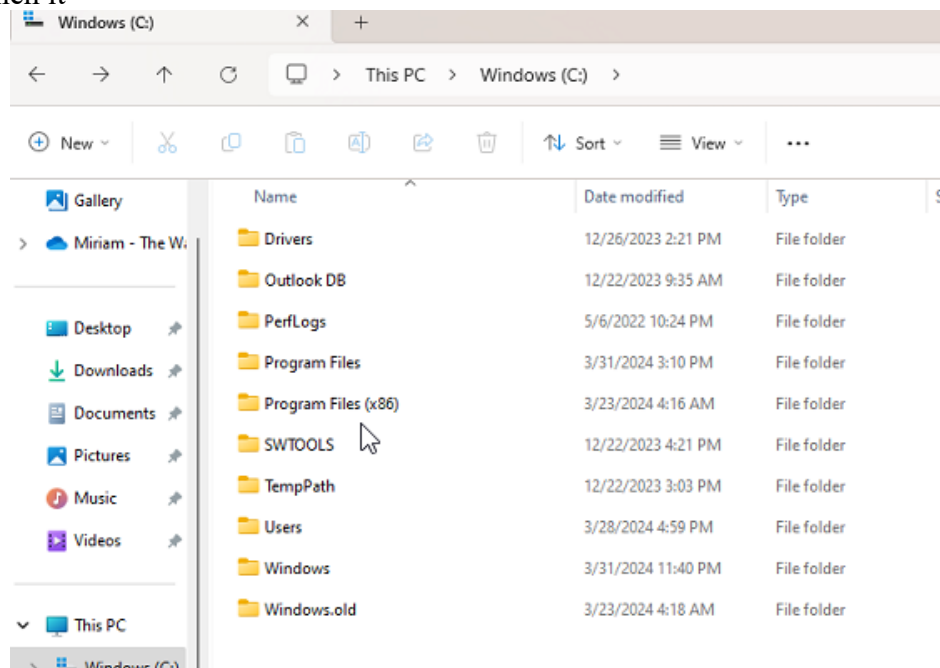 Windows (C:)
This PC > Windows (C:) >
New Sort View ...
Gallery
Miriam - The Wa
Desktop
Downloads
Documents
Pictures
Music
Videos
This PC
Windows (C:)
Name Date modified Type S
Drivers 12/26/2023 2:21 PM File folder
Outlook DB 12/22/2023 9:35 AM File folder
PerfLogs 5/6/2022 10:24 PM File folder
Program Files 3/31/2024 3:10 PM File folder
Program Files (x86) 3/23/2024 4:16 AM File folder
SWTOOLS 12/22/2023 4:21 PM File folder
TempPath 12/22/2023 3:03 PM File folder
Users 3/28/2024 4:59 PM File folder
Windows 3/31/2024 11:40 PM File folder
Windows.old 3/23/2024 4:18 AM File folder